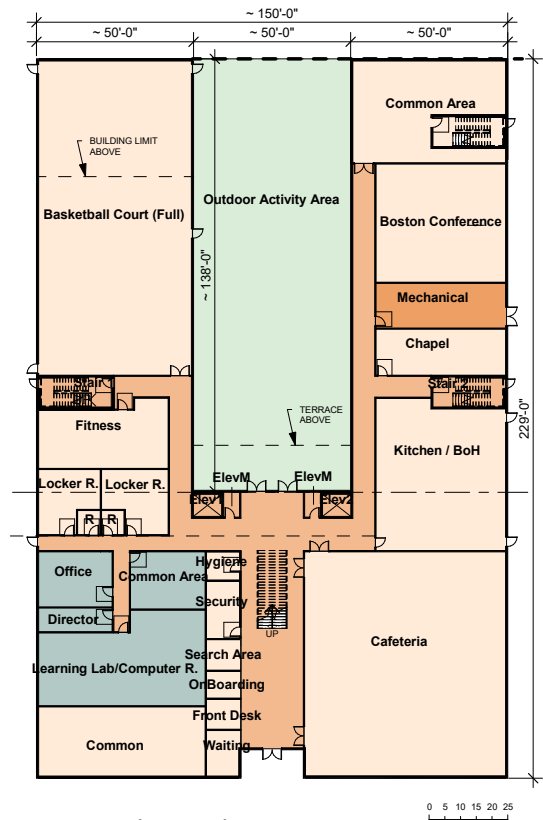 ~ 150'-0"
~ 50'-0"
~ 50'-0"
~ 50'-0"
Common Area
BUILDING LIMIT
ABOVE
Basketball Court (Full)
Outdoor Activity Area
Boston Conference
~ 138'-0"
Mechanical
Chapel
Stair 1
Stair 2
TERRACE
ABOVE
229'-0"
Fitness
Kitchen / BoH
Locker R.
Locker R.
ElevM
ElevM
Elev1
Elev2
R
R
Hygiene
Office
Common Area
Security
Director
UP
Search Area
Cafeteria
Learning Lab/Computer R.
OnBoarding
Front Desk
Common
Waiting
0 5 10 15 20 25